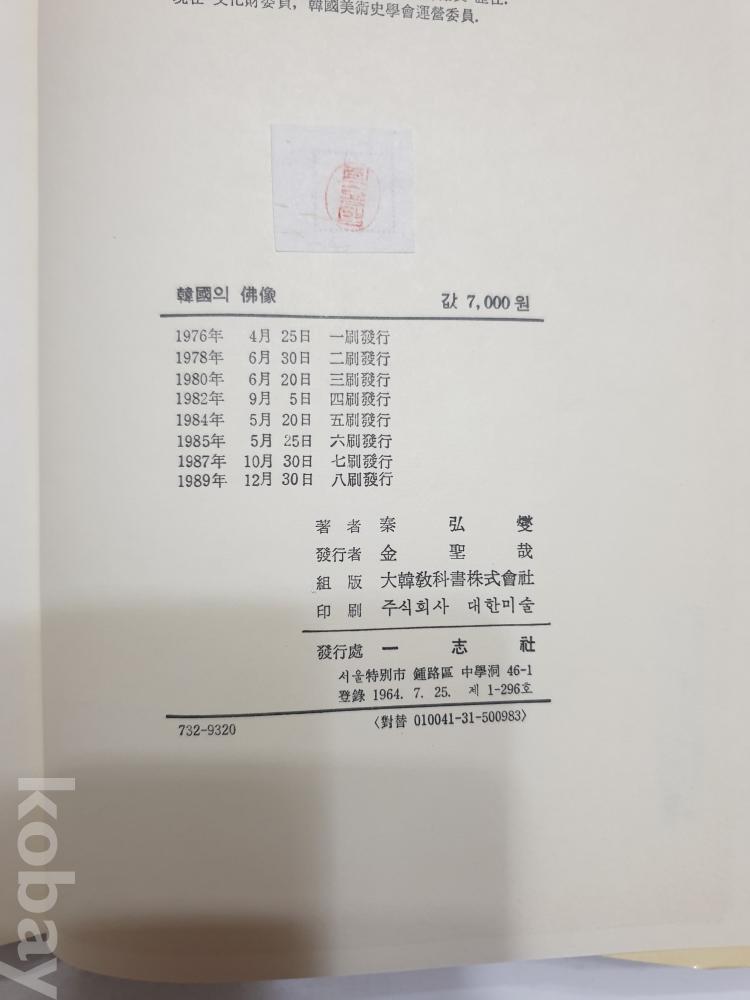 現在 文化財委員, 韓國美術史學會運營委員.
韓國의 佛像 값 7,000원
1976年 4月 25日 一刷發行
1978年 6月 30日 二刷發行
1980年 6月 20日 三刷發行
1982年 9月 5日 四刷發行
1984年 5月 20日 五刷發行
1985年 5月 25日 六刷發行
1987年 10月 30日 七刷發行
1989年 12月 30日 八刷發行
著者 秦弘燮
發行者 金聖哉
組版 大韓敎科書株式會社
印刷 주식회사 대한미술
發行處 一志社
서울特別市 鍾路區 中學洞 46-1
登錄 1964. 7. 25. 제 1-296호
732-9320 〈對替 010041-31-500983〉
kobay